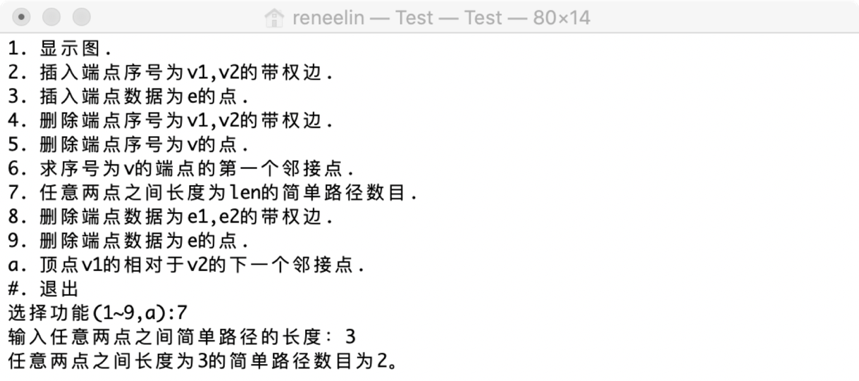 reneelin — Test — Test — 80×14
1. 显示图.
2. 插入端点序号为v1,v2的带权边.
3. 插入端点数据为e的点.
4. 删除端点序号为v1,v2的带权边.
5. 删除端点序号为v的点.
6. 求序号为v的端点的第一个邻接点.
7. 任意两点之间长度为len的简单路径数目.
8. 删除端点数据为e1,e2的带权边.
9. 删除端点数据为e的点.
a. 顶点v1的相对于v2的下一个邻接点.
#. 退出
选择功能(1~9,a):7
输入任意两点之间简单路径的长度: 3
任意两点之间长度为3的简单路径数目为2。